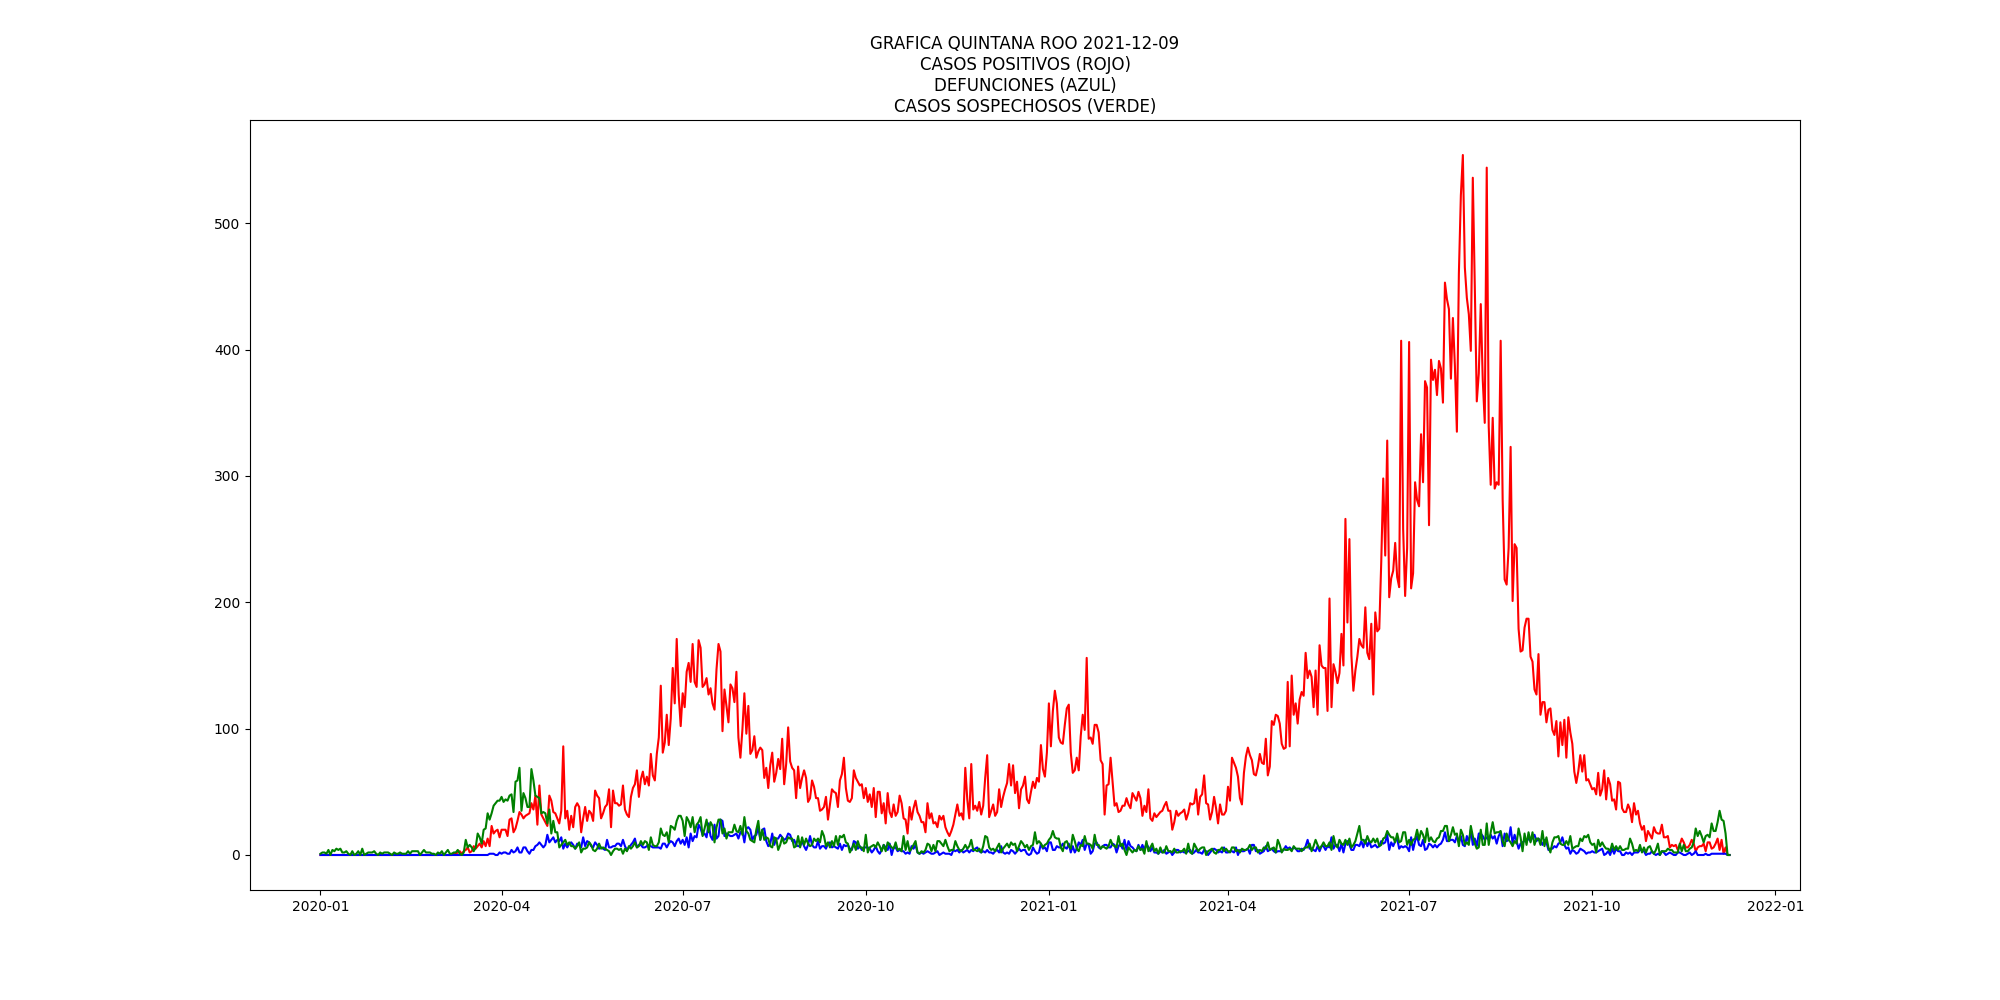 GRAFICA QUINTANA ROO 2021-12-09
CASOS POSITIVOS (ROJO)
DEFUNCIONES (AZUL)
CASOS SOSPECHOSOS (VERDE)
500
400
300
200
100
0
2020-01 2020-04 2020-07 2020-10 2021-01 2021-04 2021-07 2021-10 2022-01